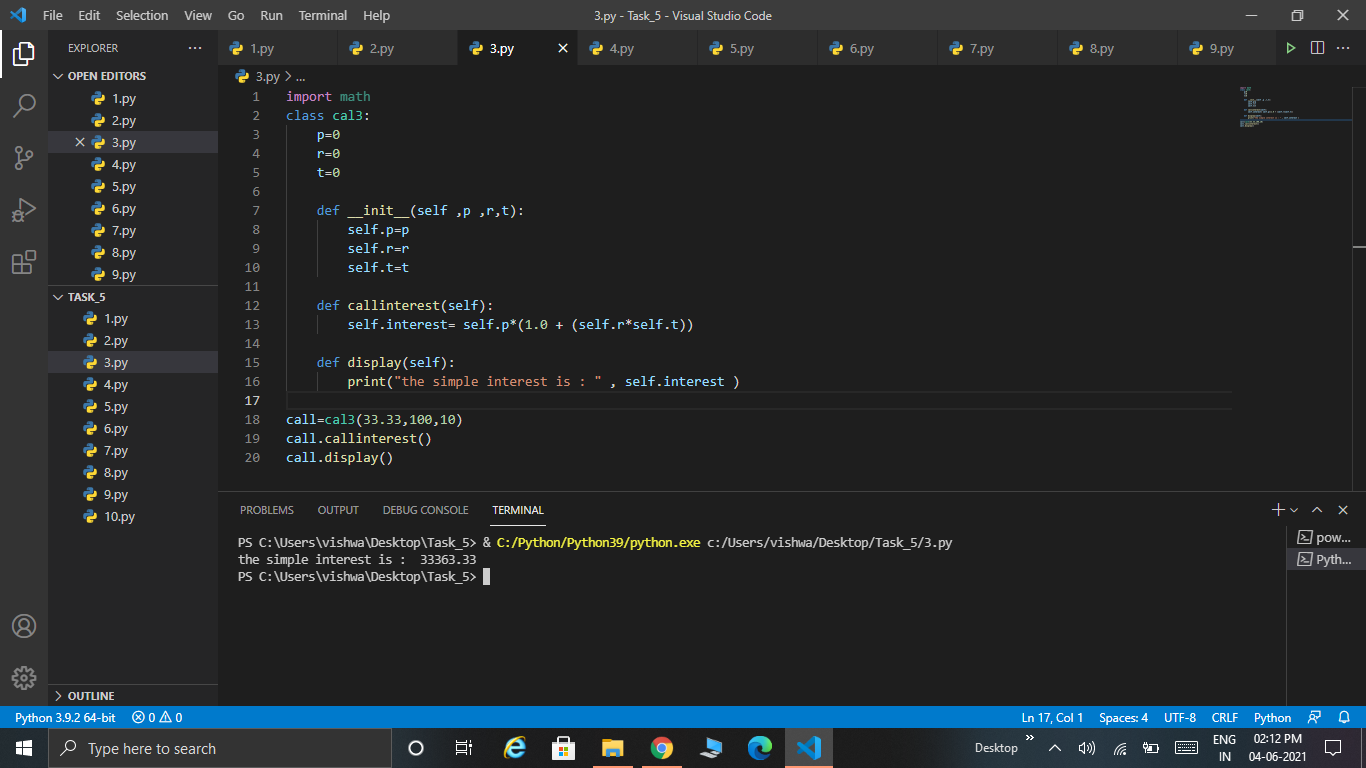 File Edit Selection View Go Run Terminal Help
3.py - Task_5 - Visual Studio Code
EXPLORER
1.py 2.py 3.py 4.py 5.py 6.py 7.py 8.py 9.py
OPEN EDITORS
1.py
2.py
3.py
4.py
5.py
6.py
7.py
8.py
9.py
TASK_5
1.py
2.py
3.py
4.py
5.py
6.py
7.py
8.py
9.py
10.py
OUTLINE
3.py > ...
1 import math
2 class cal3:
3 p=0
4 r=0
5 t=0
6
7 def __init__(self ,p ,r,t):
8 self.p=p
9 self.r=r
10 self.t=t
11
12 def callinterest(self):
13 self.interest= self.p*(1.0 + (self.r*self.t))
14
15 def display(self):
16 print("the simple interest is : " , self.interest )
17
18 call=cal3(33.33,100,10)
19 call.callinterest()
20 call.display()
PROBLEMS OUTPUT DEBUG CONSOLE TERMINAL
PS C:\Users\vishwa\Desktop\Task_5> & C:/Python/Python39/python.exe c:/Users/vishwa/Desktop/Task_5/3.py
the simple interest is :  33363.33
PS C:\Users\vishwa\Desktop\Task_5>
pow...
Pyth...
Python 3.9.2 64-bit 0 0 Ln 17, Col 1 Spaces: 4 UTF-8 CRLF Python
Type here to search
Desktop
ENG
IN
02:12 PM
04-06-2021